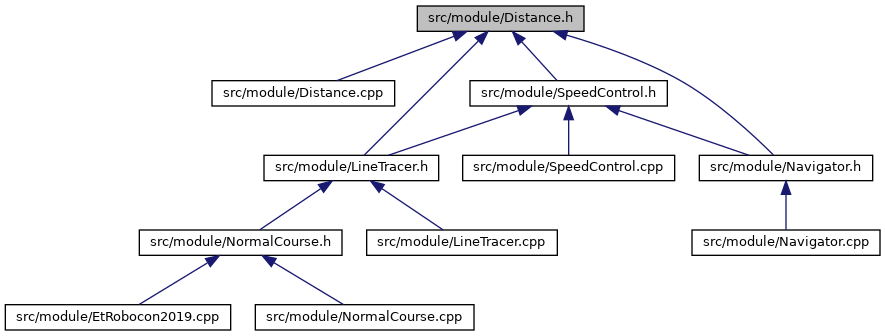 src/module/Distance.h
src/module/Distance.cpp
src/module/SpeedControl.h
src/module/LineTracer.h
src/module/SpeedControl.cpp
src/module/Navigator.h
src/module/NormalCourse.h
src/module/LineTracer.cpp
src/module/Navigator.cpp
src/module/EtRobocon2019.cpp
src/module/NormalCourse.cpp